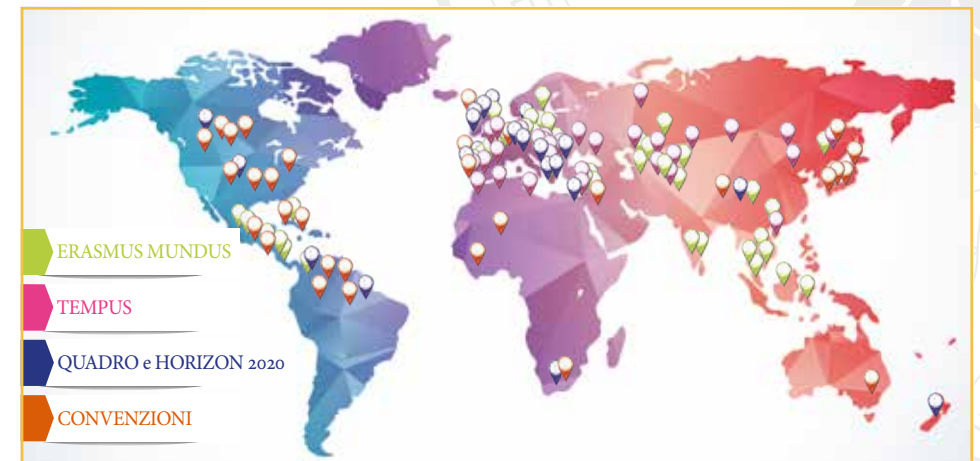 ERASMUS MUNDUS
TEMPUS
QUADRO e HORIZON 2020
CONVENZIONI